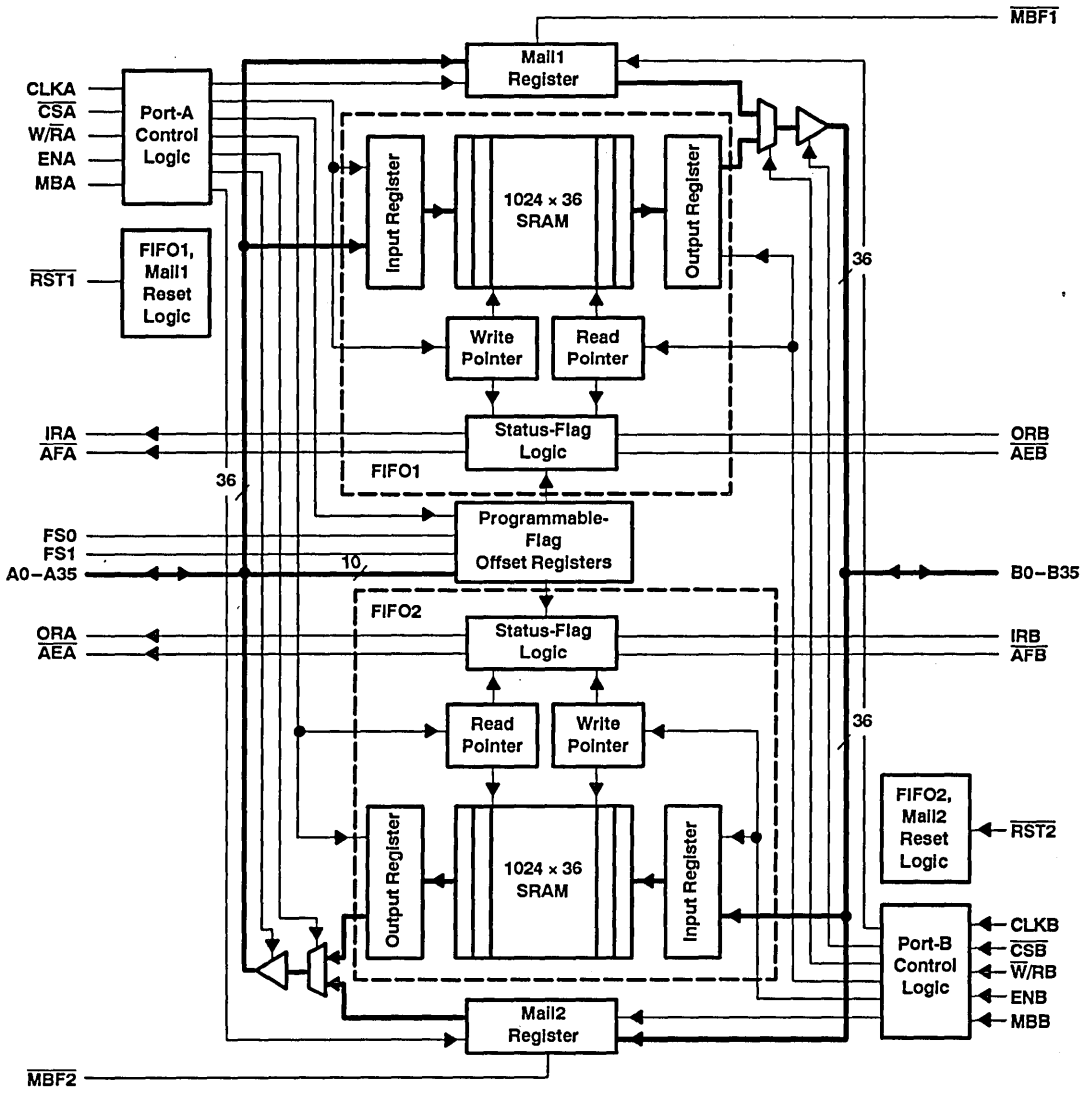 MBF1
Mail1
Register
CLKA
CSA
W/RA
ENA
MBA
Port-A
Control
Logic
Input Register
1024 × 36
SRAM
Output Register
36
RST1
FIFO1,
Mail1
Reset
Logic
Write
Pointer
Read
Pointer
IRA
AFA
Status-Flag
Logic
ORB
AEB
FIFO1
36
FS0
FS1
A0–A35
10
Programmable-
Flag
Offset Registers
B0–B35
FIFO2
ORA
AEA
Status-Flag
Logic
IRB
AFB
Read
Pointer
Write
Pointer
36
Output Register
1024 × 36
SRAM
Input Register
FIFO2,
Mail2
Reset
Logic
RST2
Port-B
Control
Logic
CLKB
CSB
W/RB
ENB
MBB
Mail2
Register
MBF2